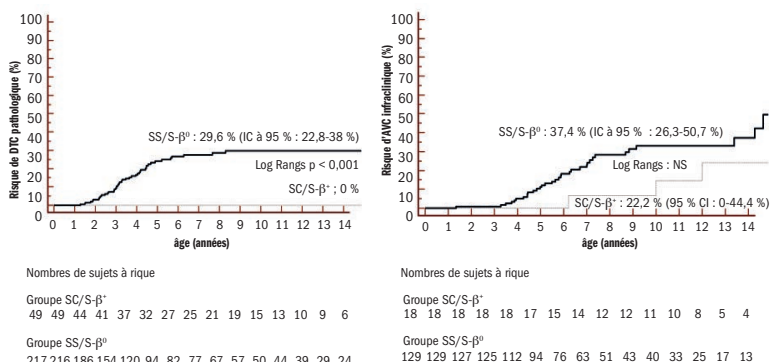 100
90
80
70
60
50
40
30
20
10
0
Risque de DTC pathologique (%)
SS/S-β⁰ : 29,6 % (IC à 95 % : 22,8-38 %)
Log Rangs p < 0,001
SC/S-β⁺ ; 0 %
0 1 2 3 4 5 6 7 8 9 10 11 12 13 14
âge (années)
Nombres de sujets à rique
Groupe SC/S-β⁺
49 49 44 41 37 32 27 25 21 19 15 13 10 9 6
Groupe SS/S-β⁰
217 216 186 154 120 94 82 77 67 57 50 44 39 29 24
100
90
80
70
60
50
40
30
20
10
0
Risque d'AVC infraclinique (%)
SS/S-β⁰ : 37,4 % (IC à 95 % : 26,3-50,7 %)
Log Rangs : NS
SC/S-β⁺ : 22,2 % (95 % CI : 0-44,4 %)
0 1 2 3 4 5 6 7 8 9 10 11 12 13 14
âge (années)
Nombres de sujets à rique
Groupe SC/S-β⁺
18 18 18 18 18 17 15 14 12 12 11 10 8 5 4
Groupe SS/S-β⁰
129 129 127 125 112 94 76 63 51 43 40 33 25 17 13